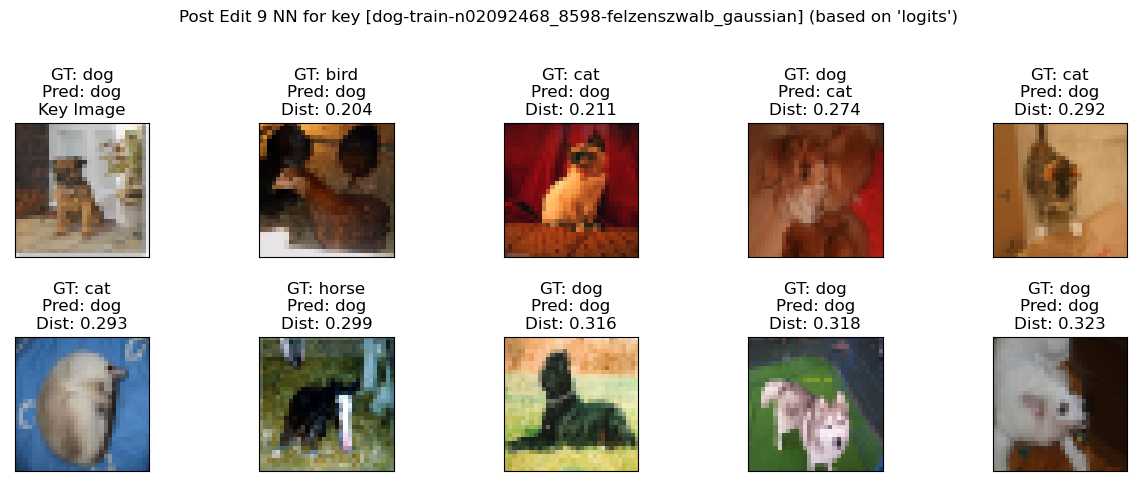 Post Edit 9 NN for key [dog-train-n02092468_8598-felzenszwalb_gaussian] (based on 'logits')
GT: dog
Pred: dog
Key Image
GT: bird
Pred: dog
Dist: 0.204
GT: cat
Pred: dog
Dist: 0.211
GT: dog
Pred: cat
Dist: 0.274
GT: cat
Pred: dog
Dist: 0.292
GT: cat
Pred: dog
Dist: 0.293
GT: horse
Pred: dog
Dist: 0.299
GT: dog
Pred: dog
Dist: 0.316
GT: dog
Pred: dog
Dist: 0.318
GT: dog
Pred: dog
Dist: 0.323